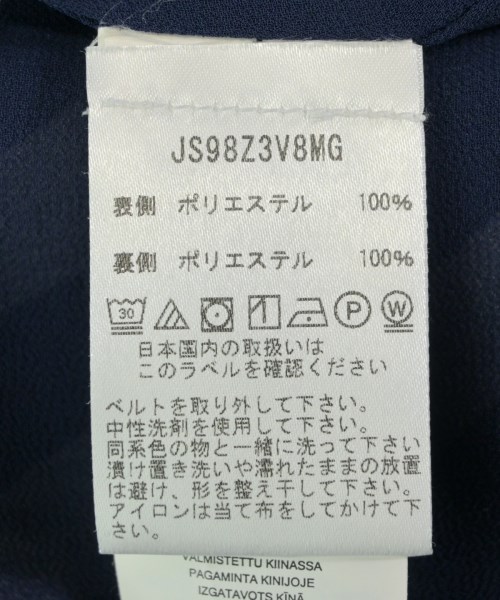 JS98Z3V8MG
表側 ポリエステル 100%
裏側 ポリエステル 100%
30 P W
日本国内の取扱いは
このラベルを確認ください
ベルトを取り外して下さい。
中性洗剤を使用して下さい。
同系色の物と一緒に洗って下さい
漬け置き洗いや濡れたままの放置
は避け、形を整え干して下さい。
アイロンは当て布をしてかけて下
さい。
VALMISTETTU KIINASSA
PAGAMINTA KINIJOJE
IZGATAVOTS ĶĪNĀ